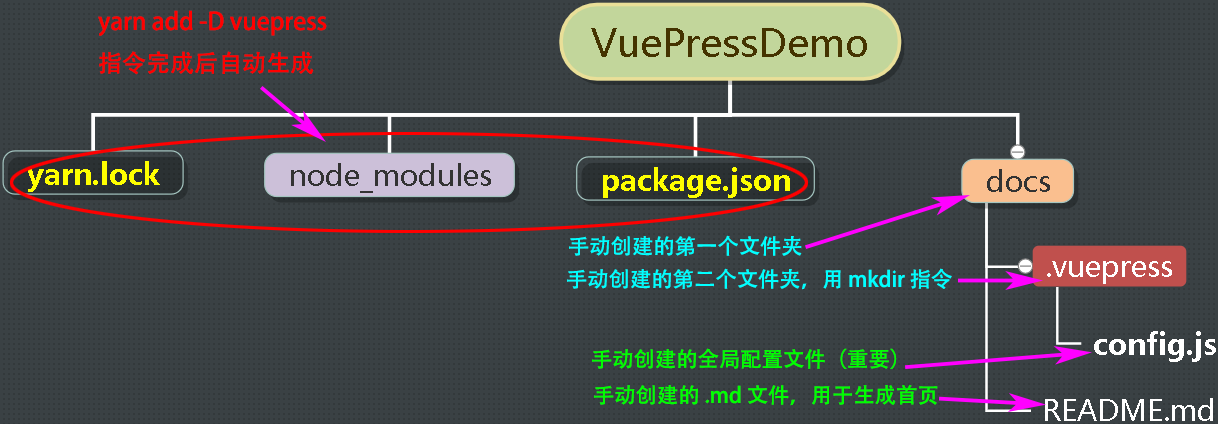 yarn add -D vuepress
指令完成后自动生成
VuePressDemo
yarn.lock
node_modules
package.json
docs
手动创建的第一个文件夹
手动创建的第二个文件夹，用 mkdir 指令
.vuepress
手动创建的全局配置文件（重要）
config.js
手动创建的 .md 文件，用于生成首页
README.md